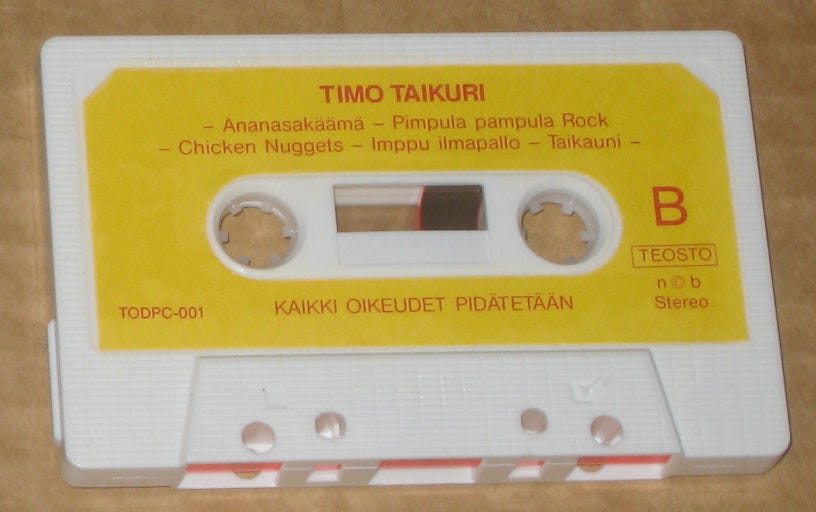 TIMO TAIKURI
– Ananasakäämä – Pimpula pampula Rock
– Chicken Nuggets – Imppu ilmapallo – Taikauni –
B
TEOSTO
n © b
Stereo
TODPC-001
KAIKKI OIKEUDET PIDÄTETÄÄN